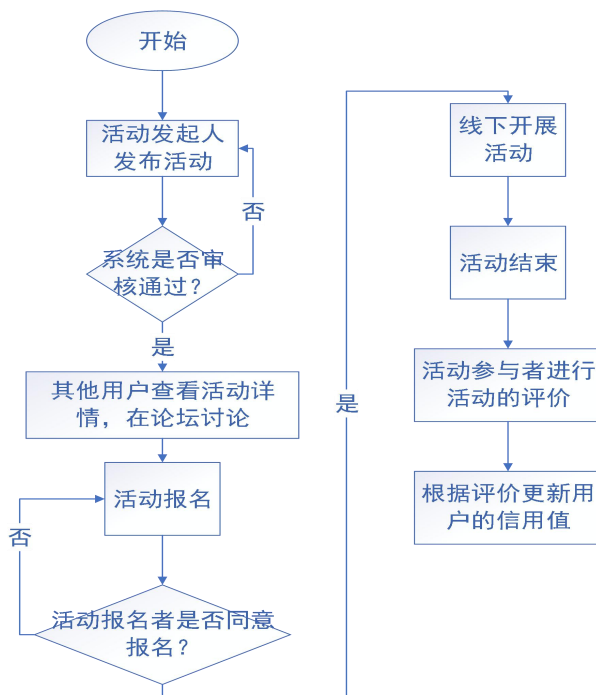 开始
活动发起人
发布活动
否
系统是否审
核通过？
是
其他用户查看活动详
情，在论坛讨论
活动报名
否
活动报名者是否同意
报名？
是
线下开展
活动
活动结束
活动参与者进行
活动的评价
根据评价更新用
户的信用值